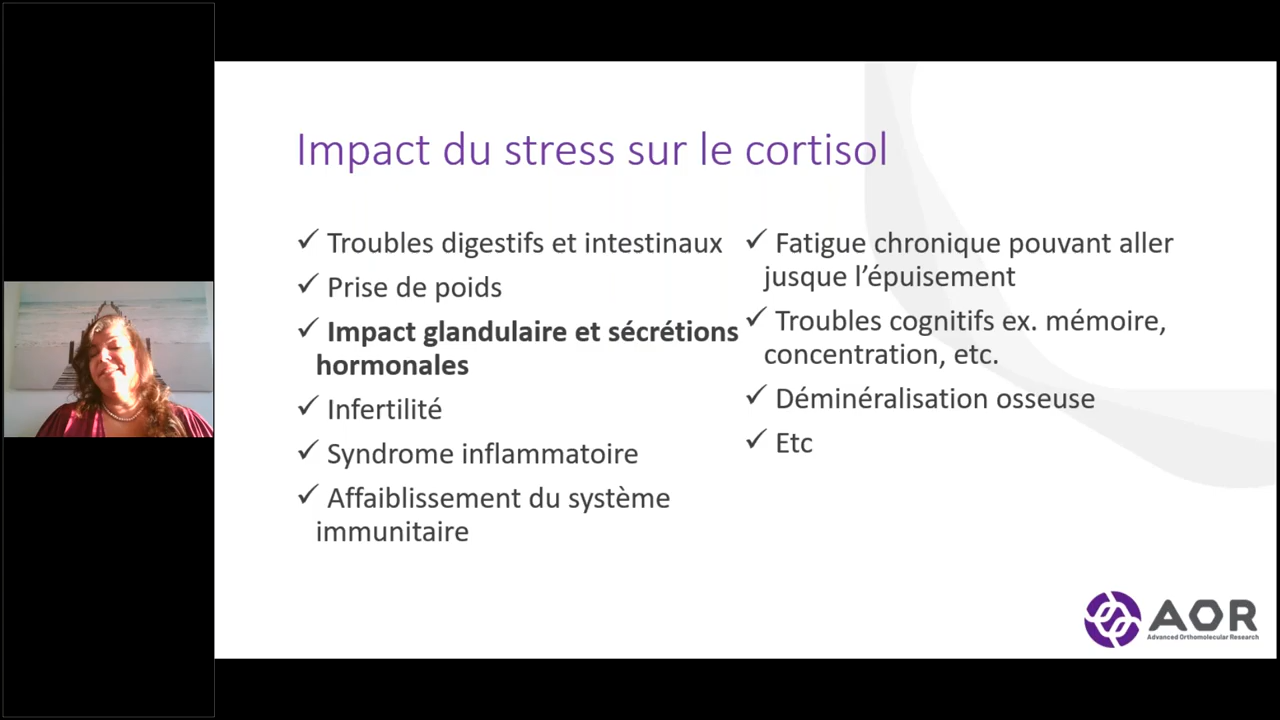 Impact du stress sur le cortisol
✓ Troubles digestifs et intestinaux
✓ Prise de poids
✓ Impact glandulaire et sécrétions
hormonales
✓ Infertilité
✓ Syndrome inflammatoire
✓ Affaiblissement du système
immunitaire
✓ Fatigue chronique pouvant aller
jusque l’épuisement
✓ Troubles cognitifs ex. mémoire,
concentration, etc.
✓ Déminéralisation osseuse
✓ Etc
AOR
Advanced Orthomolecular Research